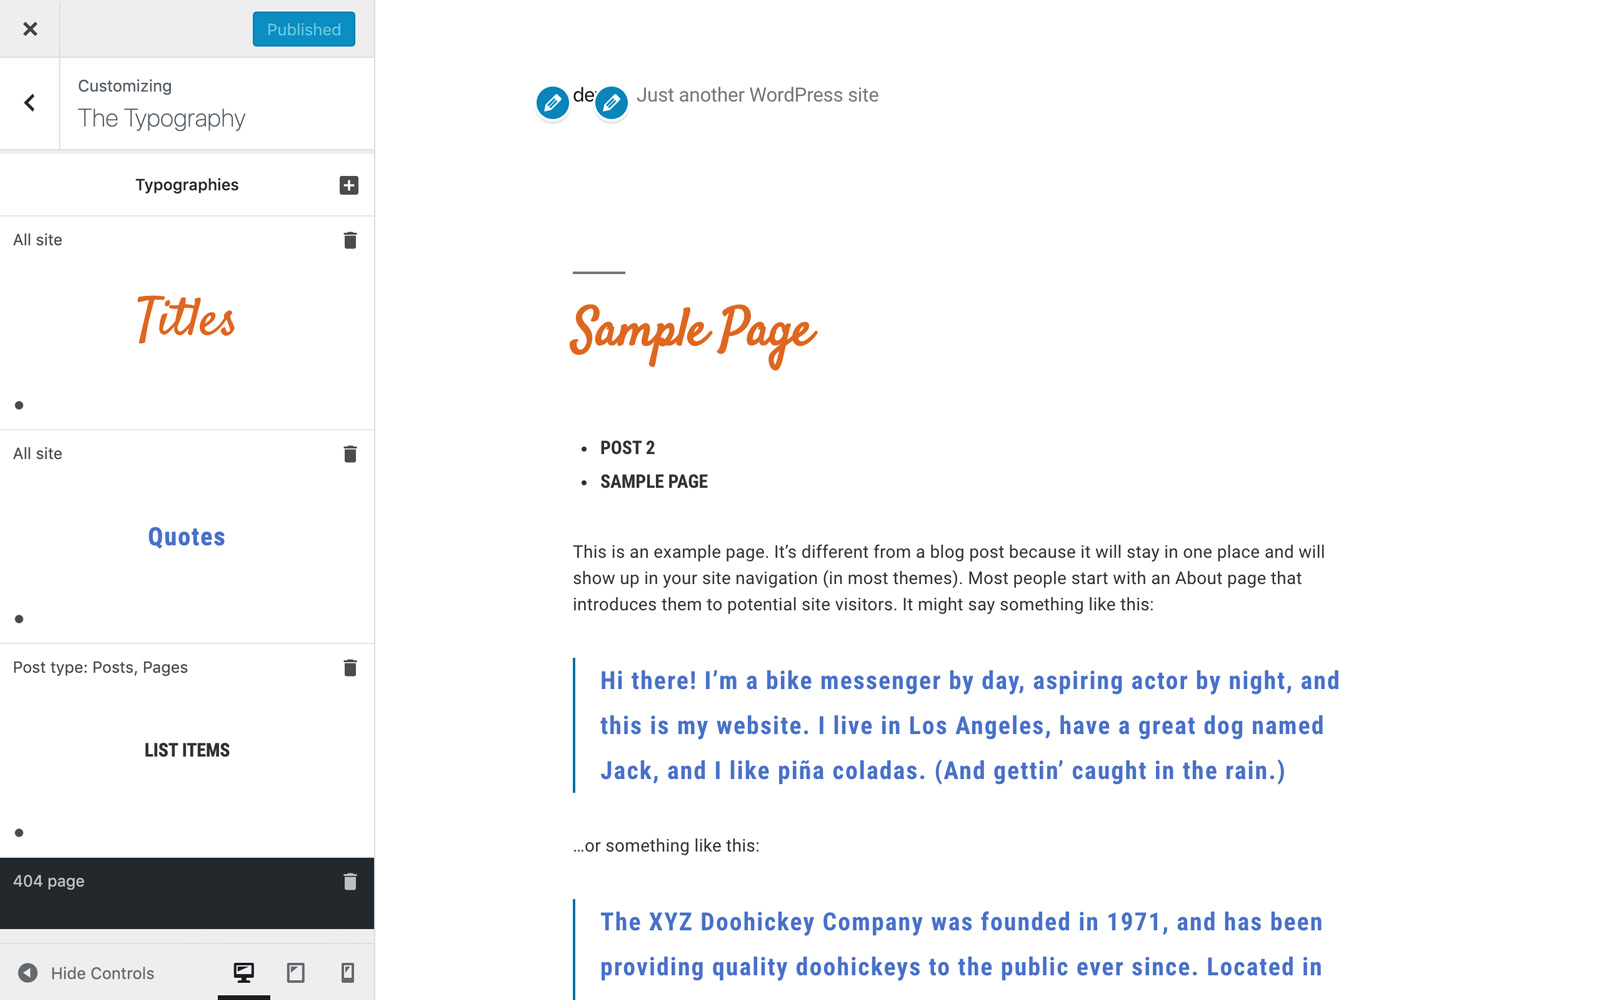 Published
Customizing
The Typography
Typographies
All site
Titles
All site
Quotes
Post type: Posts, Pages
LIST ITEMS
404 page
Hide Controls
Just another WordPress site
Sample Page
• POST 2
• SAMPLE PAGE
This is an example page. It’s different from a blog post because it will stay in one place and will
show up in your site navigation (in most themes). Most people start with an About page that
introduces them to potential site visitors. It might say something like this:
Hi there! I’m a bike messenger by day, aspiring actor by night, and
this is my website. I live in Los Angeles, have a great dog named
Jack, and I like piña coladas. (And gettin’ caught in the rain.)
…or something like this:
The XYZ Doohickey Company was founded in 1971, and has been
providing quality doohickeys to the public ever since. Located in